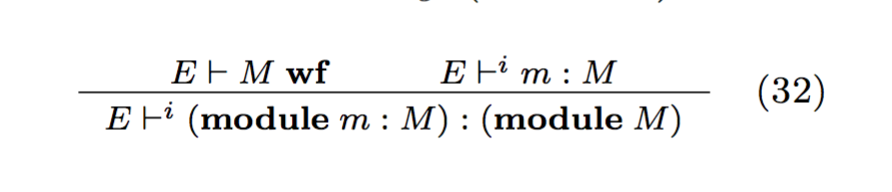 E ⊢ M wf    E ⊢ⁱ m : M
(32)
E ⊢ⁱ (module m : M) : (module M)